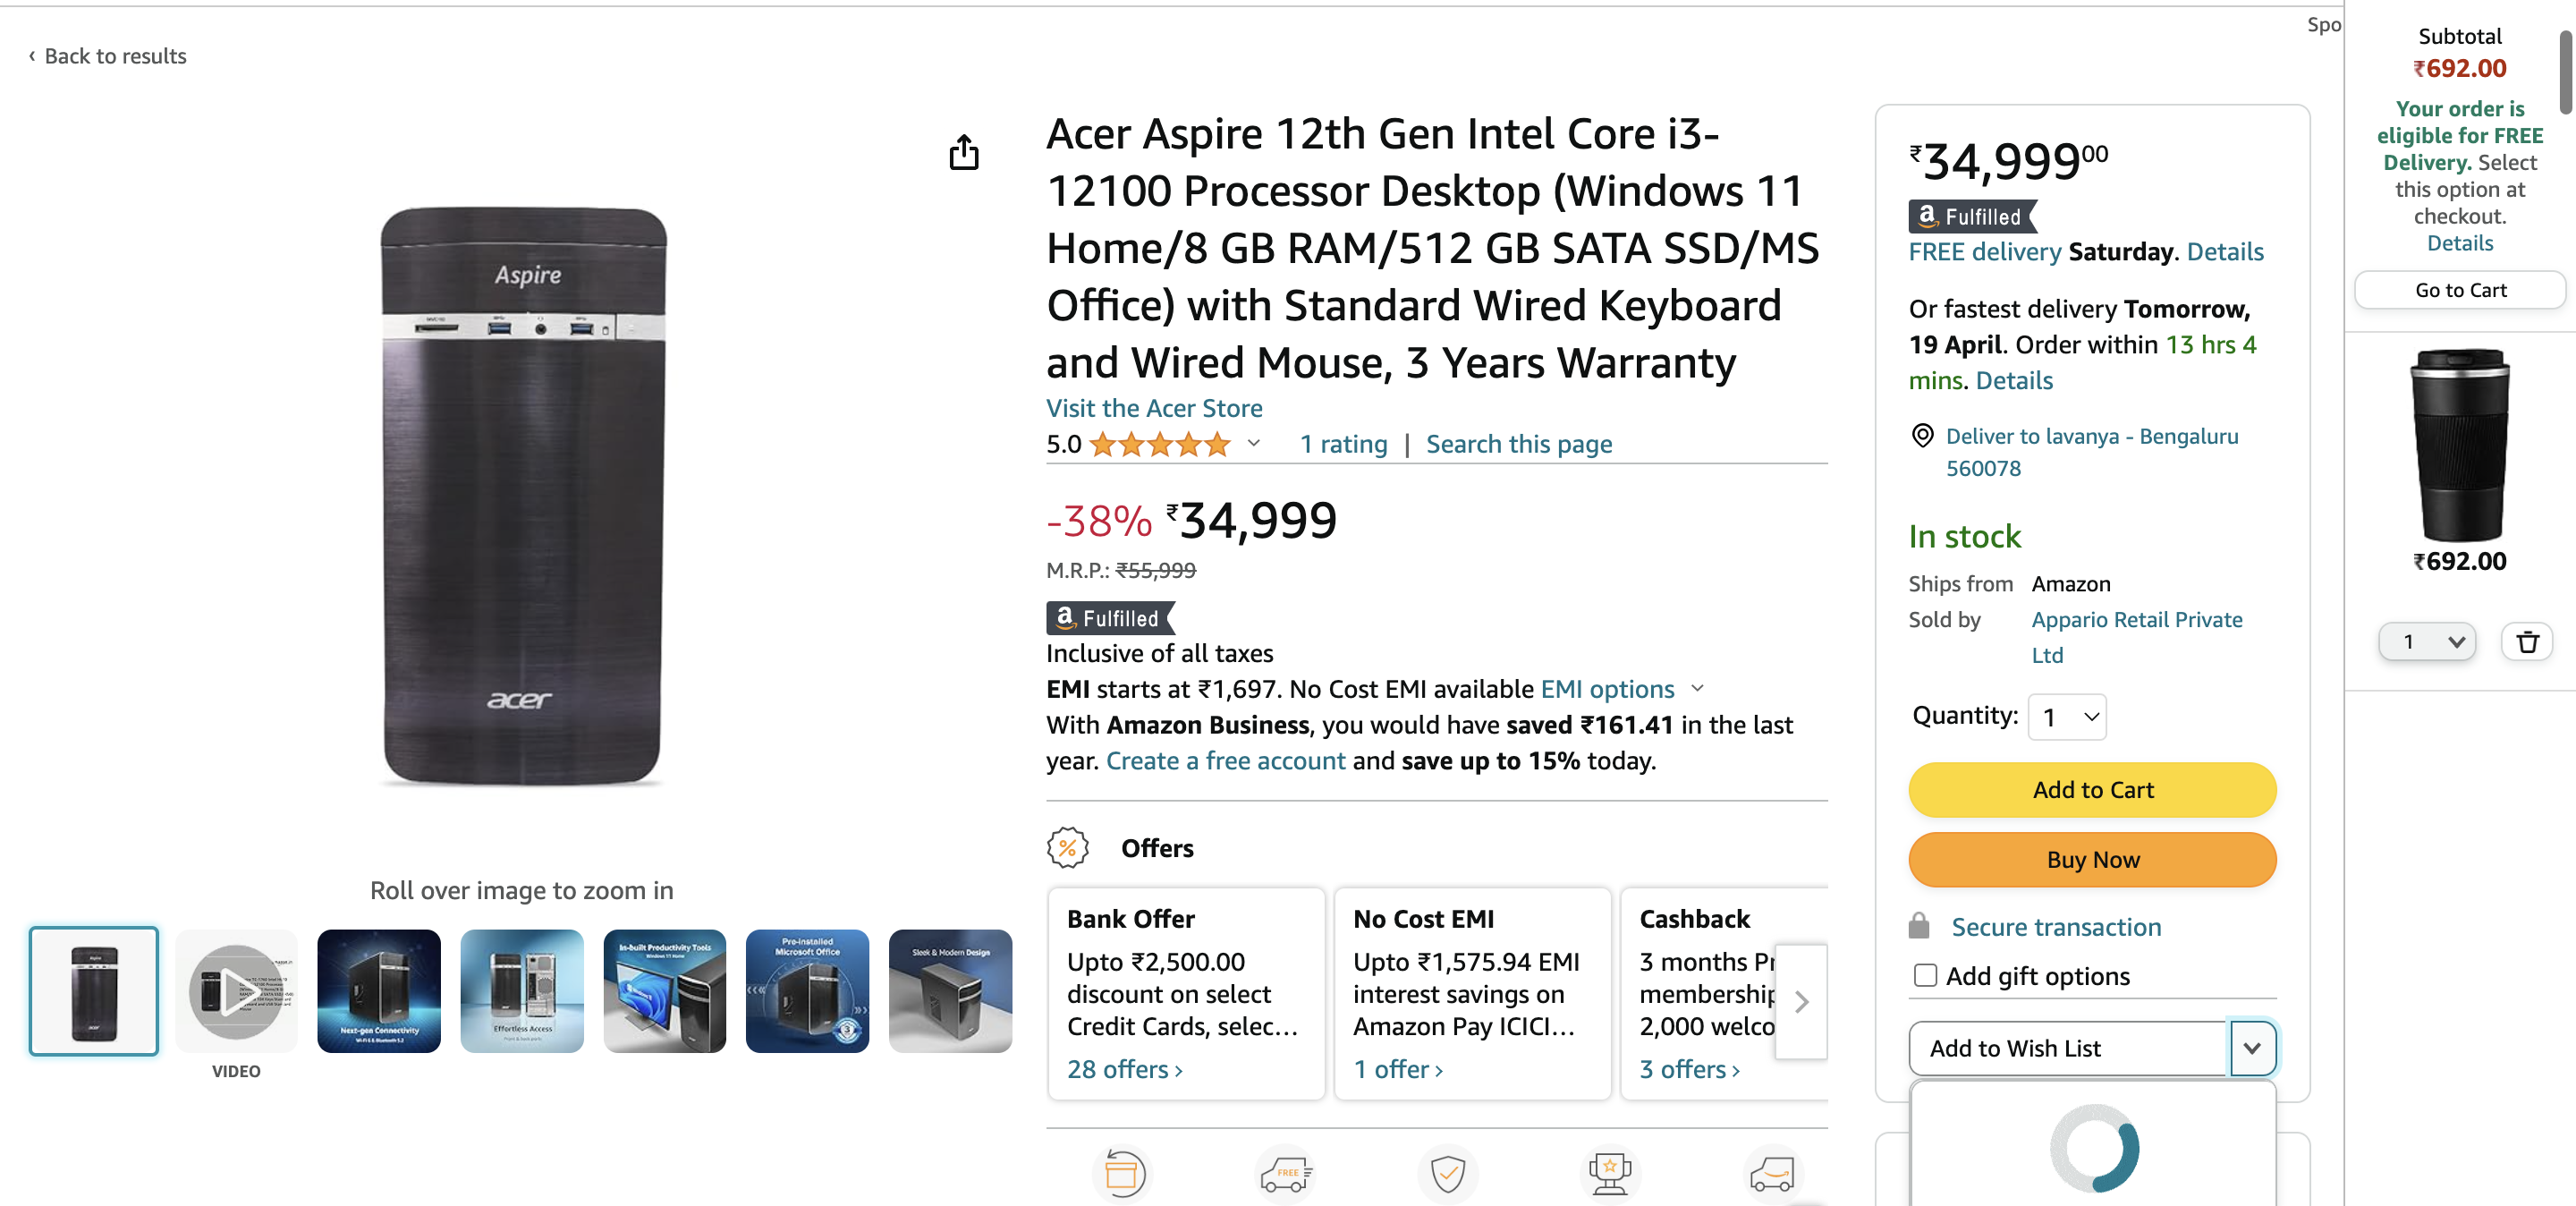 Spo
‹ Back to results
Aspire
acer
Roll over image to zoom in
VIDEO
Next-gen Connectivity
Wi-Fi 6 & Bluetooth 5.2
Effortless Access
In-built Productivity Tools
Windows 11 Home
Pre-installed
Microsoft Office
3
Sleek & Modern Design
Acer Aspire 12th Gen Intel Core i3-
12100 Processor Desktop (Windows 11
Home/8 GB RAM/512 GB SATA SSD/MS
Office) with Standard Wired Keyboard
and Wired Mouse, 3 Years Warranty
Visit the Acer Store
5.0 1 rating | Search this page
-38% ₹34,999
M.R.P.: ₹55,999
a Fulfilled
Inclusive of all taxes
EMI starts at ₹1,697. No Cost EMI available EMI options
With Amazon Business, you would have saved ₹161.41 in the last
year. Create a free account and save up to 15% today.
% Offers
Bank Offer
Upto ₹2,500.00
discount on select
Credit Cards, selec…
28 offers ›
No Cost EMI
Upto ₹1,575.94 EMI
interest savings on
Amazon Pay ICICI…
1 offer ›
Cashback
3 months Pr
membership
2,000 welco
3 offers ›
FREE
₹34,99900
a Fulfilled
FREE delivery Saturday. Details
Or fastest delivery Tomorrow,
19 April. Order within 13 hrs 4
mins. Details
Deliver to lavanya - Bengaluru
560078
In stock
Ships from Amazon
Sold by Appario Retail Private
Ltd
Quantity: 1
Add to Cart
Buy Now
Secure transaction
Add gift options
Add to Wish List
Subtotal
₹692.00
Your order is
eligible for FREE
Delivery. Select
this option at
checkout.
Details
Go to Cart
₹692.00
1